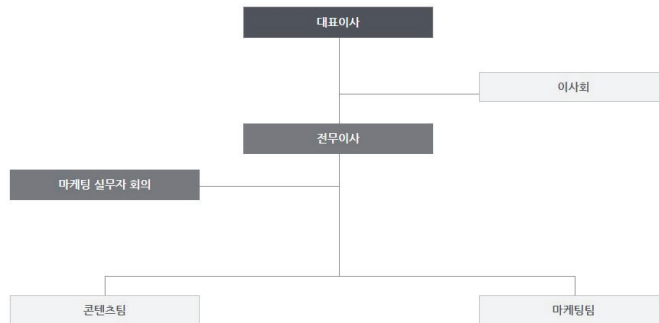 대표이사
이사회
전무이사
마케팅 실무자 회의
콘텐츠팀
마케팅팀